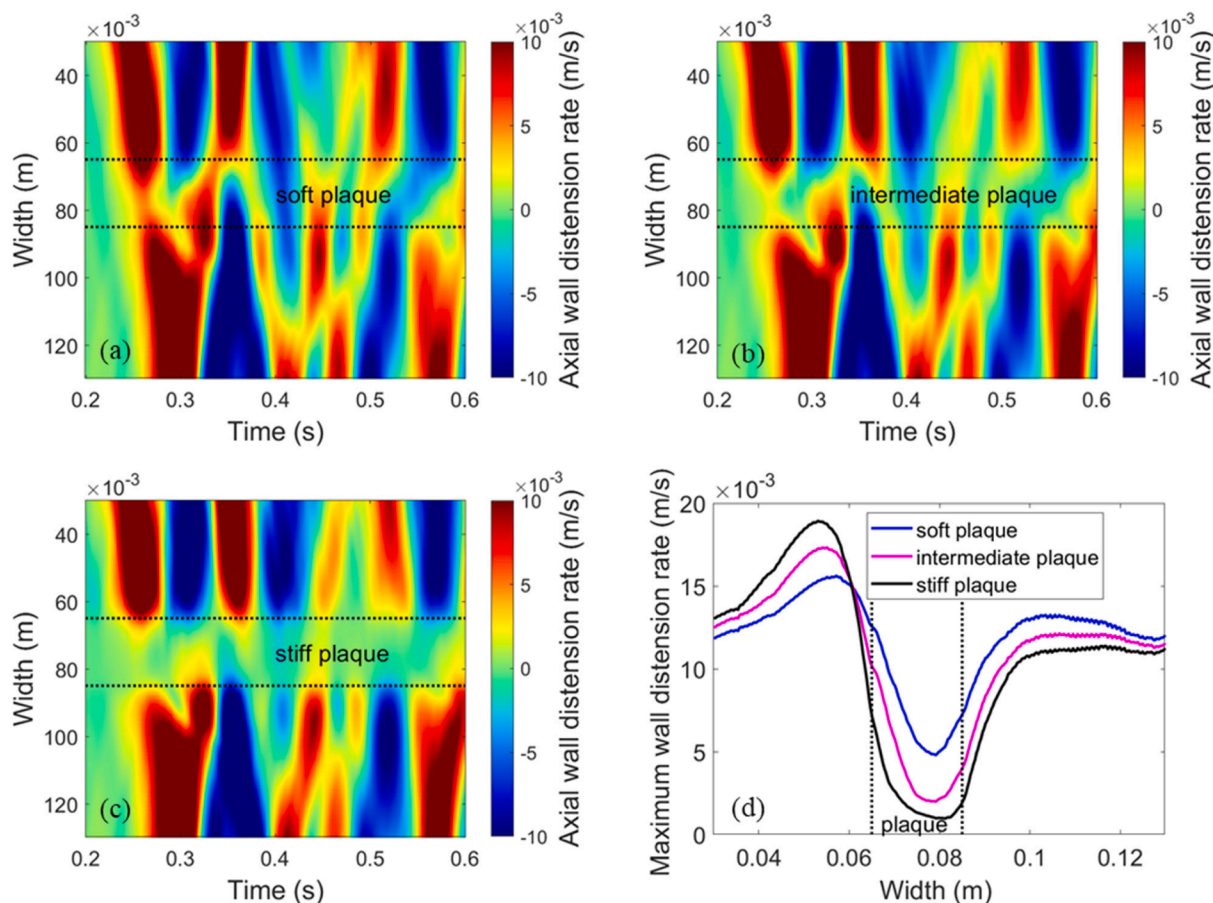 ×10⁻³
40
60
80
100
120
Width (m)
soft plaque
(a)
0.2 0.3 0.4 0.5 0.6
Time (s)
×10⁻³
10
5
0
-5
-10
Axial wall distension rate (m/s)
×10⁻³
40
60
80
100
120
Width (m)
intermediate plaque
(b)
0.2 0.3 0.4 0.5 0.6
Time (s)
×10⁻³
10
5
0
-5
-10
Axial wall distension rate (m/s)
×10⁻³
40
60
80
100
120
Width (m)
stiff plaque
(c)
0.2 0.3 0.4 0.5 0.6
Time (s)
×10⁻³
10
5
0
-5
-10
Axial wall distension rate (m/s)
×10⁻³
20
15
10
5
0
Maximum wall distension rate (m/s)
soft plaque
intermediate plaque
stiff plaque
plaque
(d)
0.04 0.06 0.08 0.1 0.12
Width (m)